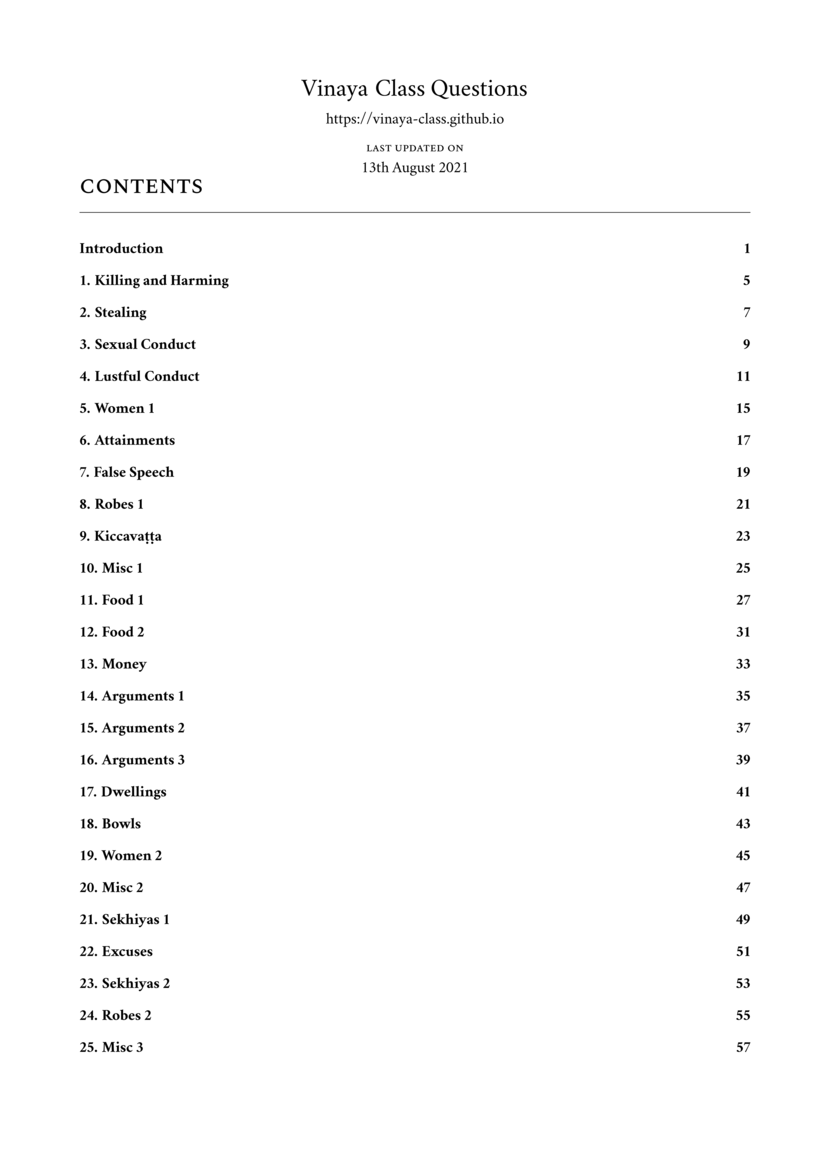 Vinaya Class Questions
https://vinaya-class.github.io
LAST UPDATED ON
13th August 2021
CONTENTS
Introduction 1
1. Killing and Harming 5
2. Stealing 7
3. Sexual Conduct 9
4. Lustful Conduct 11
5. Women 1 15
6. Attainments 17
7. False Speech 19
8. Robes 1 21
9. Kiccavaṭṭa 23
10. Misc 1 25
11. Food 1 27
12. Food 2 31
13. Money 33
14. Arguments 1 35
15. Arguments 2 37
16. Arguments 3 39
17. Dwellings 41
18. Bowls 43
19. Women 2 45
20. Misc 2 47
21. Sekhiyas 1 49
22. Excuses 51
23. Sekhiyas 2 53
24. Robes 2 55
25. Misc 3 57